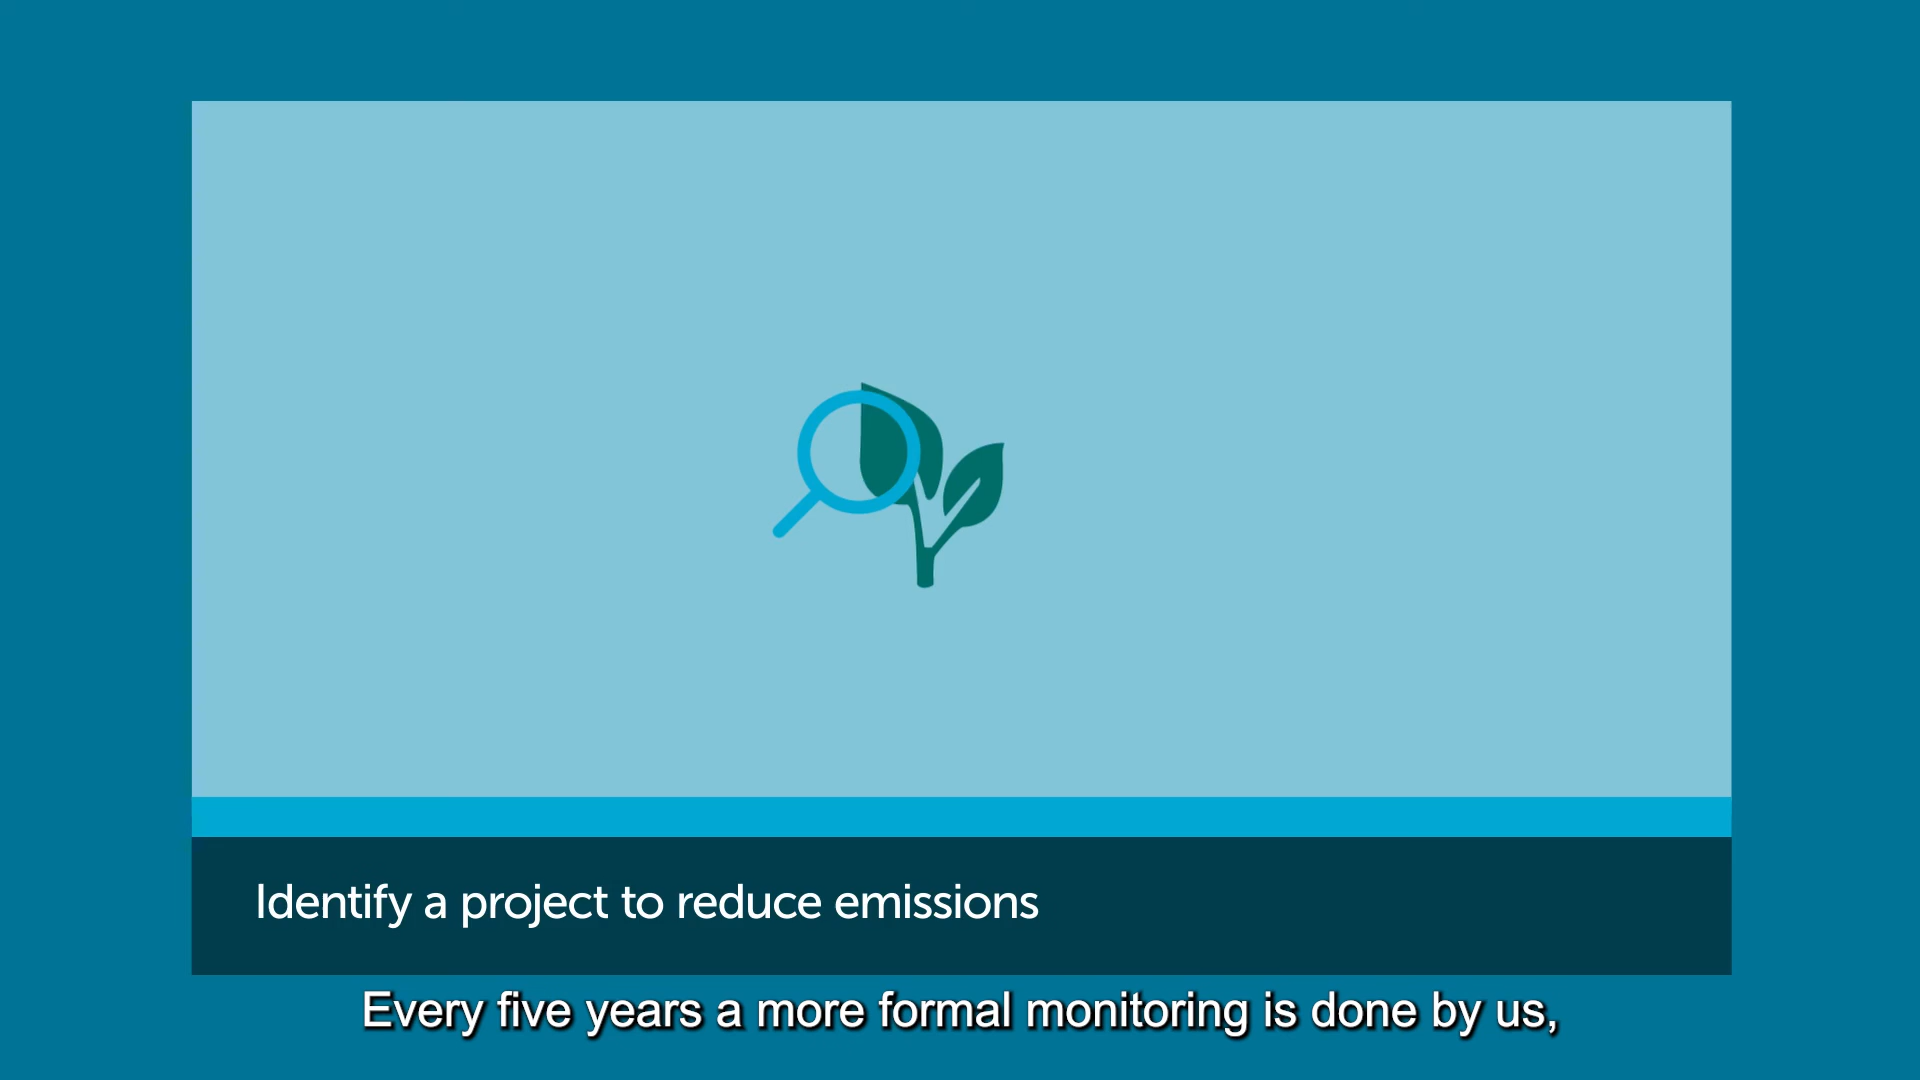 Identify a project to reduce emissions
Every five years a more formal monitoring is done by us,